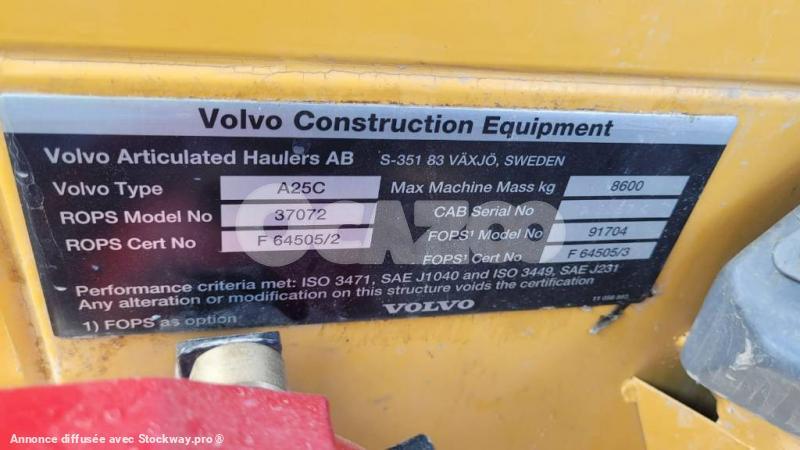 Volvo Construction Equipment
Volvo Articulated Haulers AB S-351 83 VÄXJÖ, SWEDEN
Volvo Type A25C Max Machine Mass kg 8600
ROPS Model No 37072 CAB Serial No
ROPS Cert No F 64505/2 FOPS¹ Model No 91704
FOPS¹ Cert No F 64505/3
Performance criteria met: ISO 3471, SAE J1040 and ISO 3449, SAE J231
Any alteration or modification on this structure voids the certification
VOLVO
1) FOPS as option
OCAZOO
Annonce diffusée avec Stockway.pro®